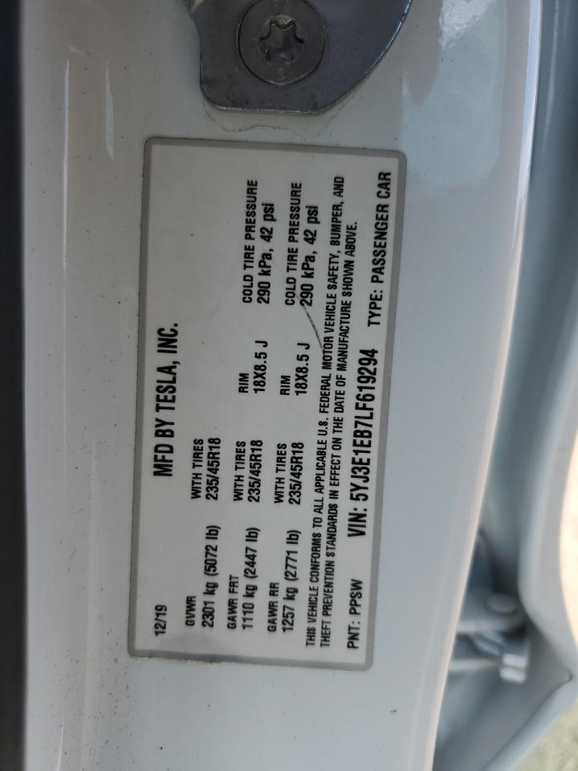 MFD BY TESLA, INC.
12/19
GVWR WITH TIRES
2301 kg (5072 lb) 235/45R18
GAWR FRT WITH TIRES RIM COLD TIRE PRESSURE
1110 kg (2447 lb) 235/45R18 18X8.5 J 290 kPa, 42 psi
GAWR RR WITH TIRES RIM COLD TIRE PRESSURE
1257 kg (2771 lb) 235/45R18 18X8.5 J 290 kPa, 42 psi
THIS VEHICLE CONFORMS TO ALL APPLICABLE U.S. FEDERAL MOTOR VEHICLE SAFETY, BUMPER, AND
THEFT PREVENTION STANDARDS IN EFFECT ON THE DATE OF MANUFACTURE SHOWN ABOVE.
PNT: PPSW VIN: 5YJ3E1EB7LF619294 TYPE: PASSENGER CAR